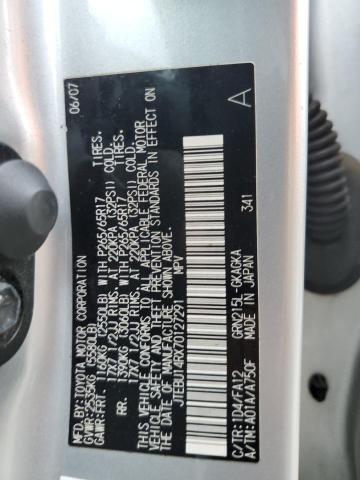 06/07
MFD. BY:TOYOTA MOTOR CORPORATION
GVWR:2535KG (5590LB)
GAWR:FRT. 1160KG (2550LB) WITH P265/65R17 TIRES,
17X7 1/2JJ RIMS, AT 220KPA (32PSI) COLD.
RR. 1390KG (3060LB) WITH P265/65R17 TIRES,
17X7 1/2JJ RIMS, AT 220KPA (32PSI) COLD.
THIS VEHICLE CONFORMS TO ALL APPLICABLE FEDERAL MOTOR
VEHICLE SAFETY AND THEFT PREVENTION STANDARDS IN EFFECT ON
THE DATE OF MANUFACTURE SHOWN ABOVE.
JTEBU14RX70127291 MPV
A
341
C/TR:1D4/FA12 GRN215L-GKAGKA
A/TM:A01A/A750F MADE IN JAPAN